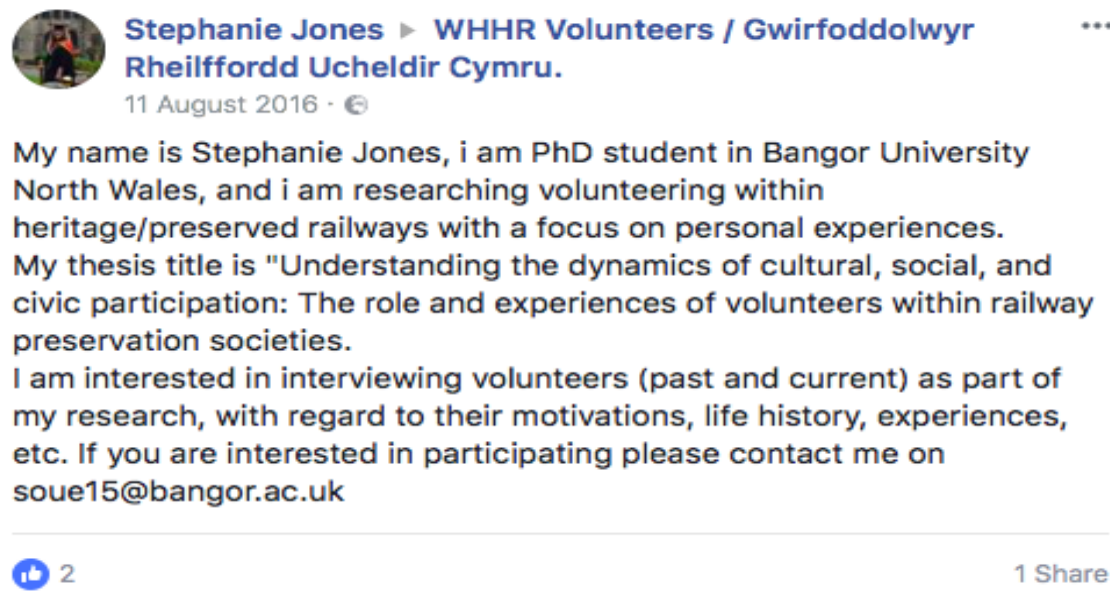 Stephanie Jones ▸ WHHR Volunteers / Gwirfoddolwyr
Rheilffordd Ucheldir Cymru.
11 August 2016 ·
My name is Stephanie Jones, i am PhD student in Bangor University
North Wales, and i am researching volunteering within
heritage/preserved railways with a focus on personal experiences.
My thesis title is "Understanding the dynamics of cultural, social, and
civic participation: The role and experiences of volunteers within railway
preservation societies.
I am interested in interviewing volunteers (past and current) as part of
my research, with regard to their motivations, life history, experiences,
etc. If you are interested in participating please contact me on
soue15@bangor.ac.uk
2
1 Share